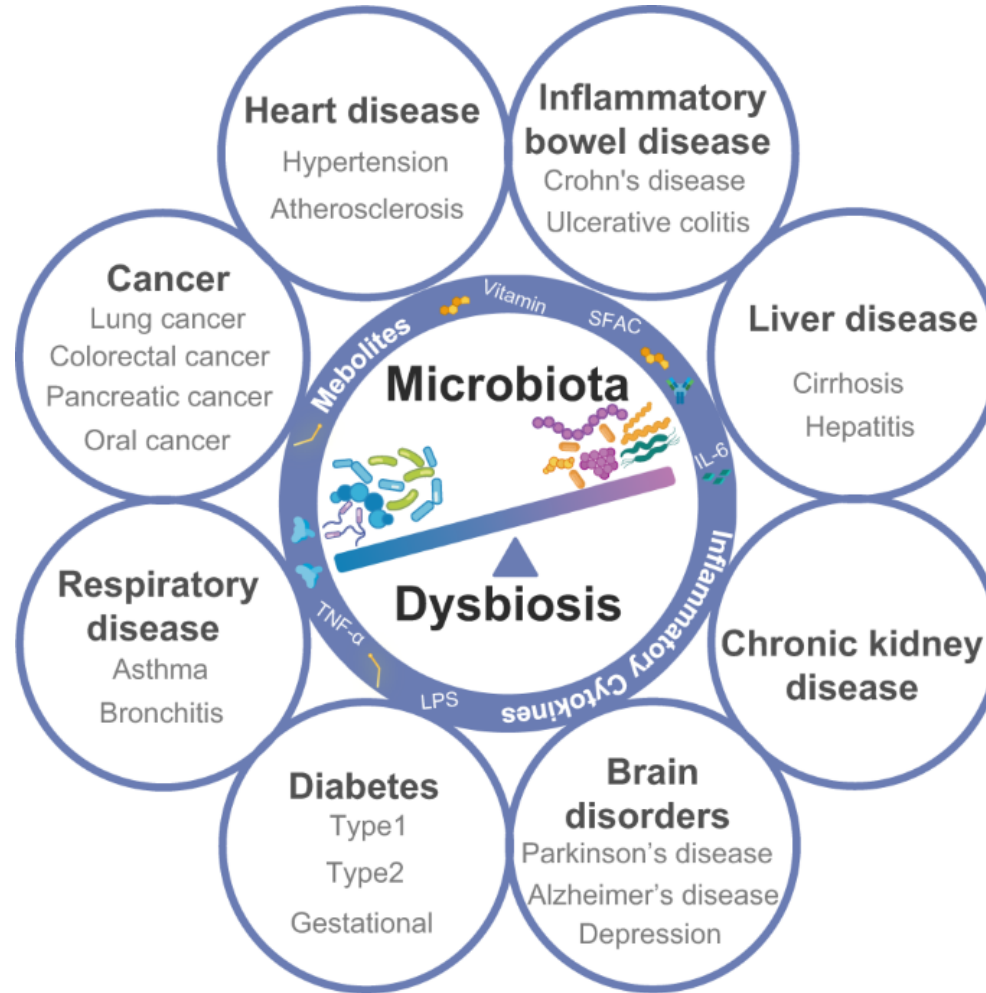 Heart disease
Hypertension
Atherosclerosis
Inflammatory
bowel disease
Crohn's disease
Ulcerative colitis
Cancer
Lung cancer
Colorectal cancer
Pancreatic cancer
Oral cancer
Liver disease
Cirrhosis
Hepatitis
Mebolites
Vitamin
SFAC
IL-6
Inflammatory Cytokines
LPS
TNF-α
Microbiota
Dysbiosis
Respiratory
disease
Asthma
Bronchitis
Chronic kidney
disease
Diabetes
Type1
Type2
Gestational
Brain
disorders
Parkinson’s disease
Alzheimer’s disease
Depression